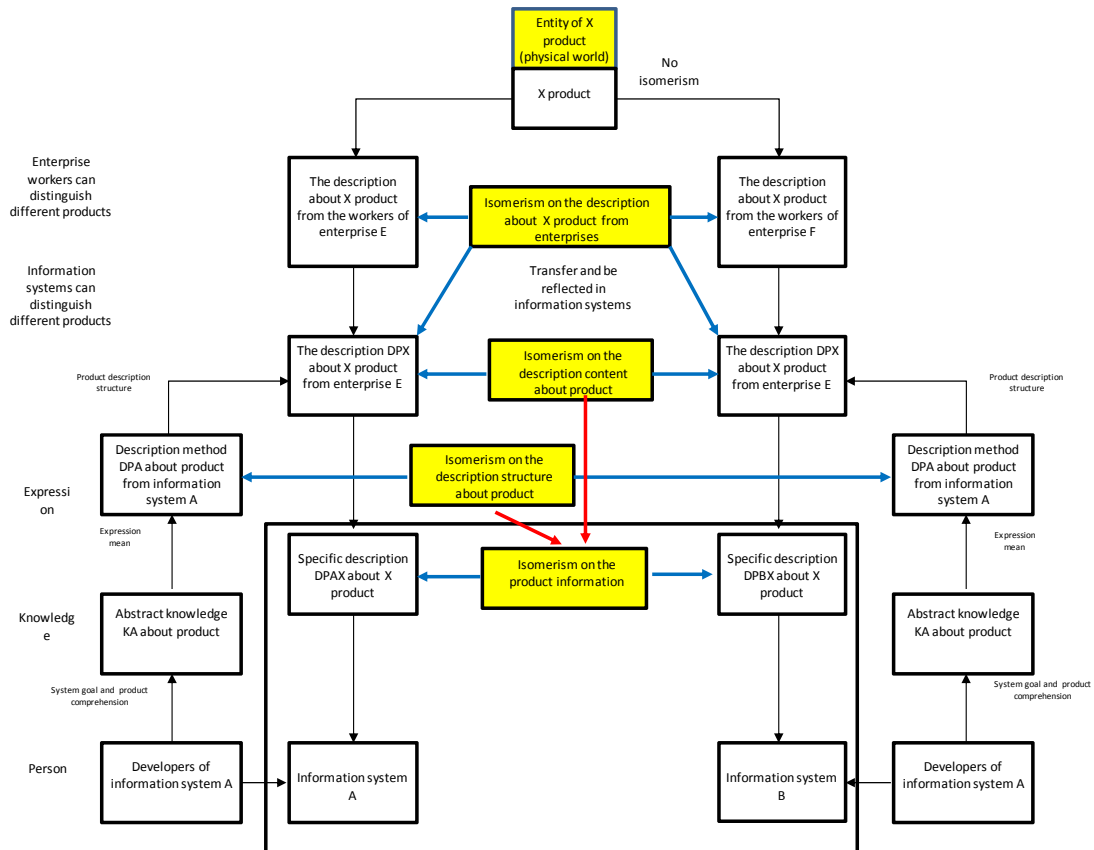 Entity of X
product
(physical world)
No
isomerism
X product
Enterprise
workers can
distinguish
different products
The description
about X product
from the workers of
enterprise E
Isomerism on the description
about X product from
enterprises
The description
about X product
from the workers of
enterprise F
Information
systems can
distinguish
different products
Transfer and be
reflected in
information systems
The description DPX
about X product
from enterprise E
Isomerism on the
description content
about product
The description DPX
about X product
from enterprise E
Product description
structure
Product description
structure
Description method
DPA about product
from information
system A
Isomerism on the
description structure
about product
Description method
DPA about product
from information
system A
Expressi
on
Expression
mean
Expression
mean
Specific description
DPAX about X
product
Isomerism on the
product information
Specific description
DPBX about X
product
Knowledg
e
Abstract knowledge
KA about product
Abstract knowledge
KA about product
System goal and product
comprehension
System goal and product
comprehension
Person
Developers of
information system A
Information system
A
Information system
B
Developers of
information system A